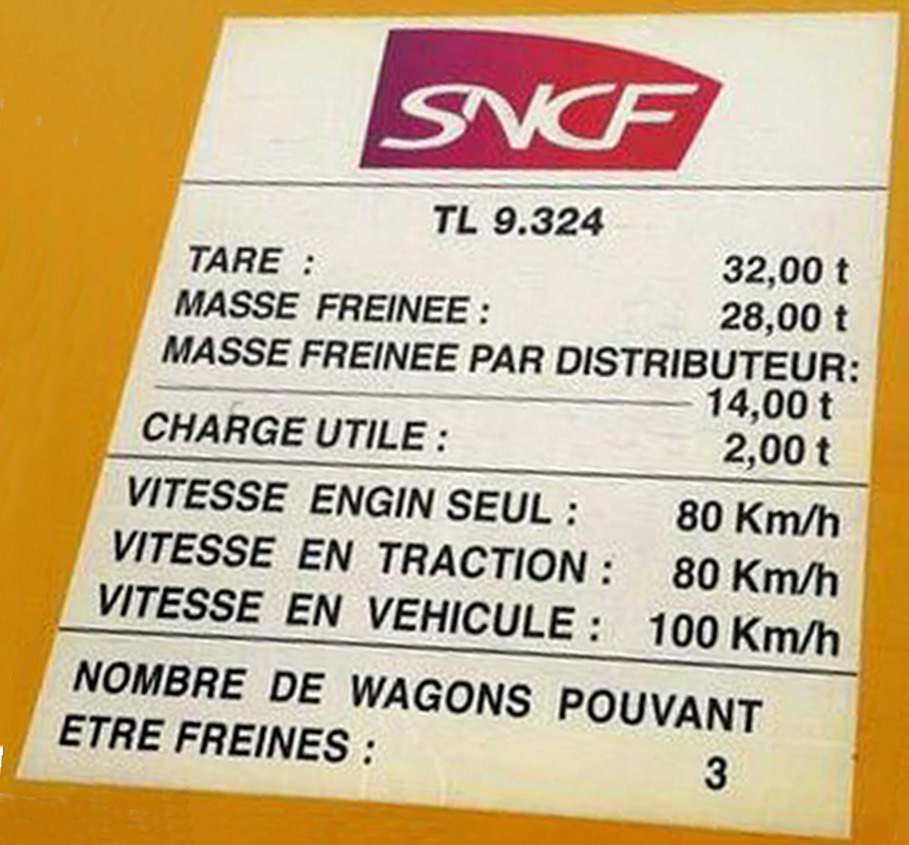 SNCF
TL 9.324
TARE : 32,00 t
MASSE FREINEE : 28,00 t
MASSE FREINEE PAR DISTRIBUTEUR:
14,00 t
CHARGE UTILE : 2,00 t
VITESSE ENGIN SEUL : 80 Km/h
VITESSE EN TRACTION : 80 Km/h
VITESSE EN VEHICULE : 100 Km/h
NOMBRE DE WAGONS POUVANT
ETRE FREINES : 3